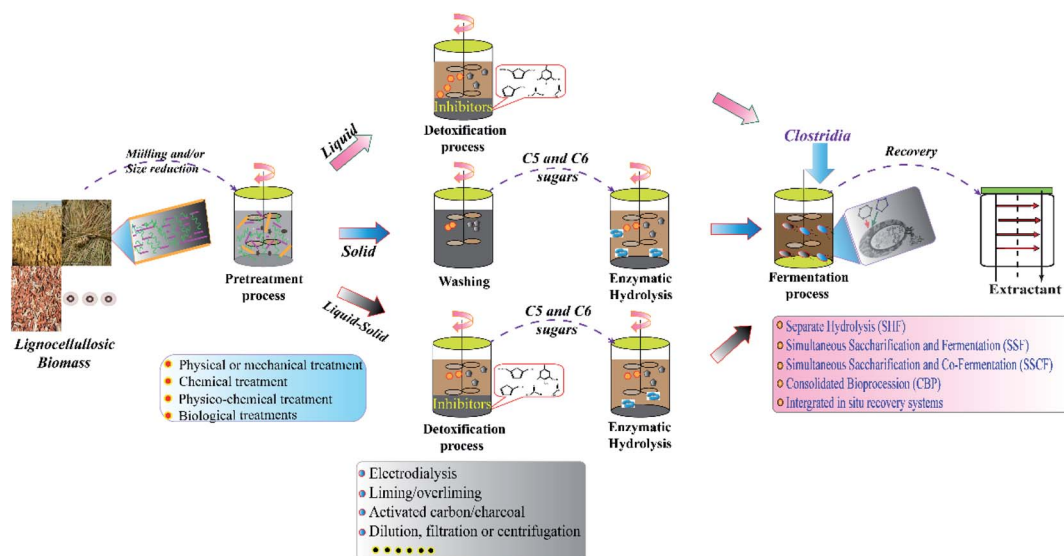 Miilling and/or
Size reduction
Lignocellullosic
Biomass
Pretreatment
process
Physical or mechanical treatment
Chemical treatment
Physico-chemical treatment
Biological treatments
Liquid
Solid
Liquid-Solid
Inhibitors
Detoxification
process
Washing
C5 and C6
sugars
Enzymatic
Hydrolysis
Inhibitors
Detoxification
process
C5 and C6
sugars
Enzymatic
Hydrolysis
Electrodialysis
Liming/overliming
Activated carbon/charcoal
Dilution, filtration or centrifugation
Clostridia
Recovery
Fermentation
process
Extractant
Separate Hydrolysis (SHF)
Simultaneous Saccharification and Fermentation (SSF)
Simultaneous Saccharification and Co-Fermentation (SSCF)
Consolidated Bioprocession (CBP)
Intergrated in situ recovery systems